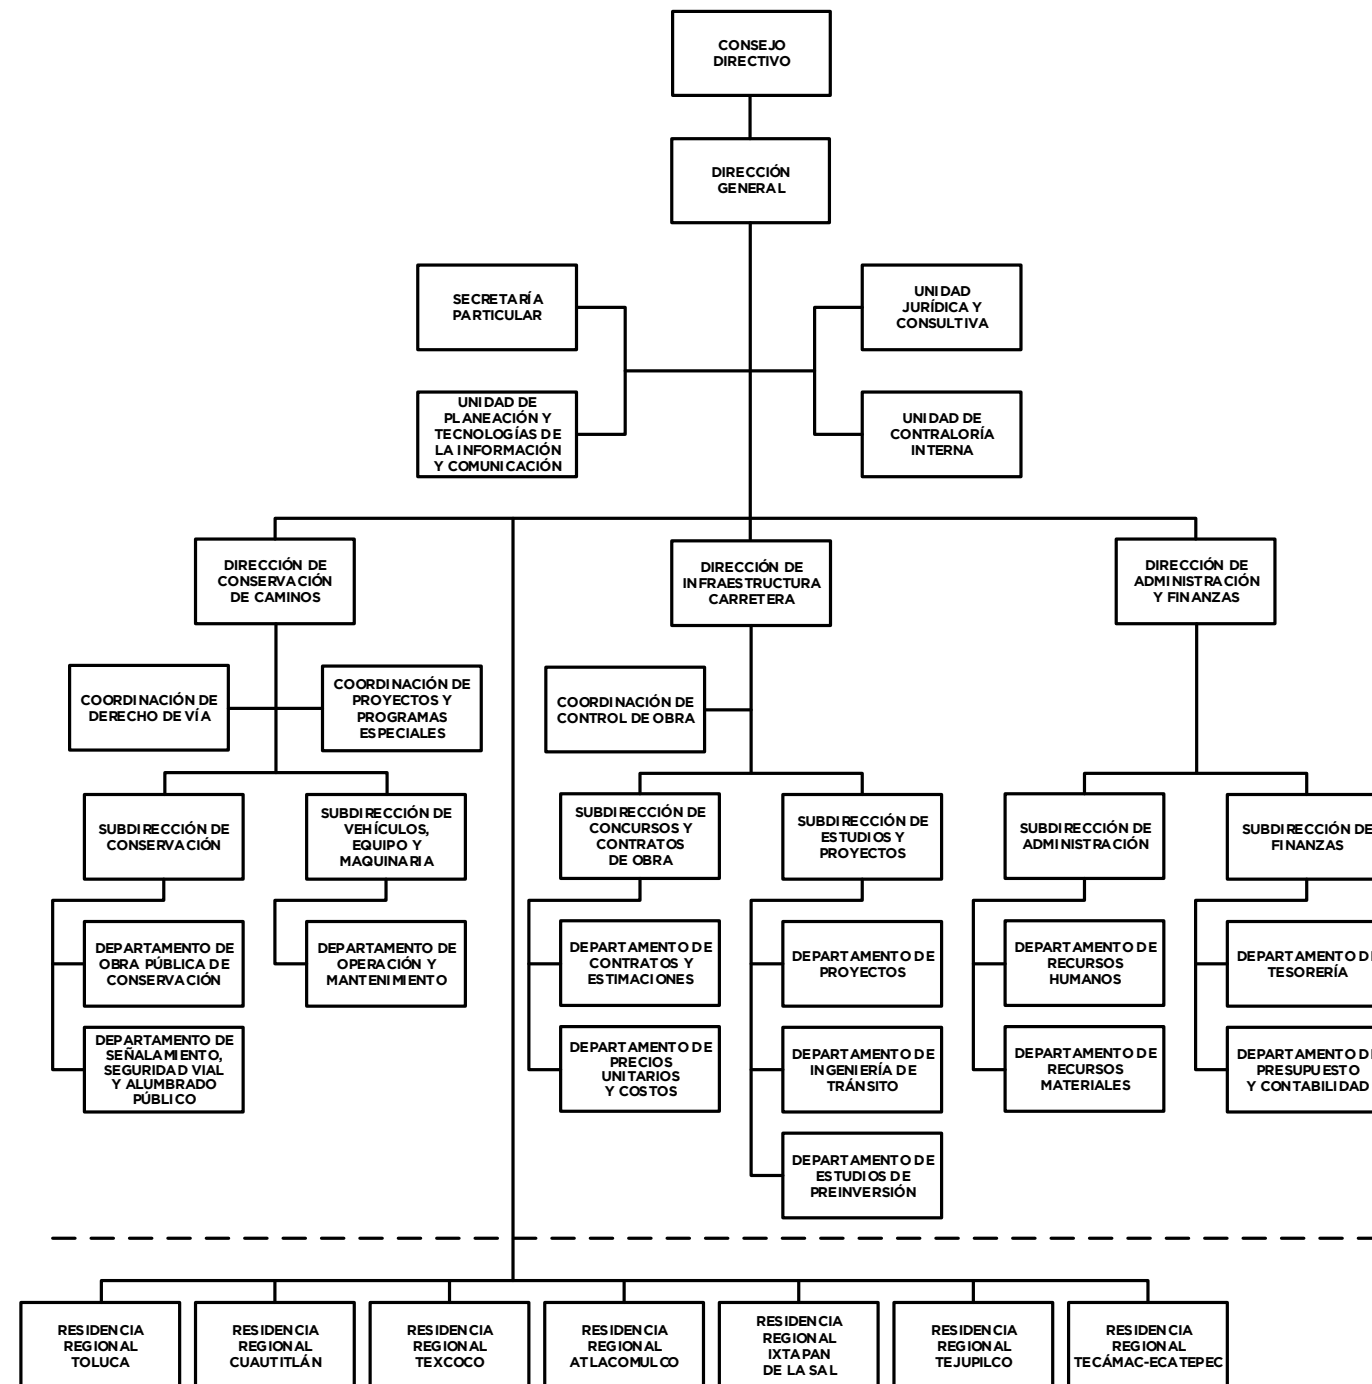 CONSEJO
DIRECTIVO
DIRECCIÓN
GENERAL
SECRETARÍA
PARTICULAR
UNIDAD
JURÍDICA Y
CONSULTIVA
UNIDAD DE
PLANEACIÓN Y
TECNOLOGÍAS DE
LA INFORMACIÓN
Y COMUNICACIÓN
UNIDAD DE
CONTRALORÍA
INTERNA
DIRECCIÓN DE
CONSERVACIÓN
DE CAMINOS
DIRECCIÓN DE
INFRAESTRUCTURA
CARRETERA
DIRECCIÓN DE
ADMINISTRACIÓN
Y FINANZAS
COORDINACIÓN DE
DERECHO DE VÍA
COORDINACIÓN DE
PROYECTOS Y
PROGRAMAS
ESPECIALES
COORDINACIÓN DE
CONTROL DE OBRA
SUBDIRECCIÓN DE
CONSERVACIÓN
SUBDIRECCIÓN DE
VEHÍCULOS,
EQUIPO Y
MAQUINARIA
SUBDIRECCIÓN DE
CONCURSOS Y
CONTRATOS
DE OBRA
SUBDIRECCIÓN DE
ESTUDIOS Y
PROYECTOS
SUBDIRECCIÓN DE
ADMINISTRACIÓN
SUBDIRECCIÓN DE
FINANZAS
DEPARTAMENTO DE
OBRA PÚBLICA DE
CONSERVACIÓN
DEPARTAMENTO DE
OPERACIÓN Y
MANTENIMIENTO
DEPARTAMENTO DE
CONTRATOS Y
ESTIMACIONES
DEPARTAMENTO DE
PROYECTOS
DEPARTAMENTO DE
RECURSOS
HUMANOS
DEPARTAMENTO DE
TESORERÍA
DEPARTAMENTO DE
SEÑALAMIENTO,
SEGURIDAD VIAL
Y ALUMBRADO
PÚBLICO
DEPARTAMENTO DE
PRECIOS
UNITARIOS
Y COSTOS
DEPARTAMENTO DE
INGENIERÍA DE
TRÁNSITO
DEPARTAMENTO DE
RECURSOS
MATERIALES
DEPARTAMENTO DE
PRESUPUESTO
Y CONTABILIDAD
DEPARTAMENTO DE
ESTUDIOS DE
PREINVERSIÓN
RESIDENCIA
REGIONAL
TOLUCA
RESIDENCIA
REGIONAL
CUAUTITLÁN
RESIDENCIA
REGIONAL
TEXCOCO
RESIDENCIA
REGIONAL
ATLACOMULCO
RESIDENCIA
REGIONAL
IXTAPAN
DE LA SAL
RESIDENCIA
REGIONAL
TEJUPILCO
RESIDENCIA
REGIONAL
TECÁMAC-ECATEPEC